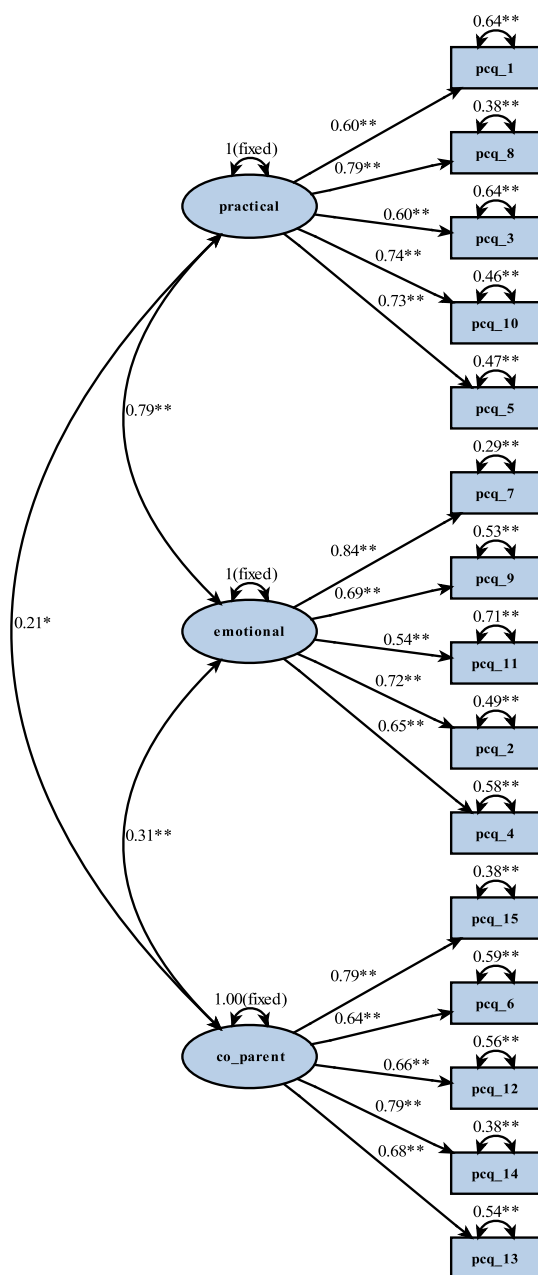 0.64**
pcq_1
0.38**
0.60**
pcq_8
1(fixed)
0.79**
0.64**
practical
0.60**
pcq_3
0.74**
0.46**
pcq_10
0.73**
0.47**
pcq_5
0.79**
0.29**
pcq_7
0.84**
0.53**
1(fixed)
0.69**
pcq_9
0.21*
emotional
0.54**
0.71**
pcq_11
0.72**
0.49**
pcq_2
0.65**
0.58**
pcq_4
0.31**
0.38**
pcq_15
0.79**
0.59**
1.00(fixed)
0.64**
pcq_6
co_parent
0.66**
0.56**
pcq_12
0.79**
0.38**
pcq_14
0.68**
0.54**
pcq_13